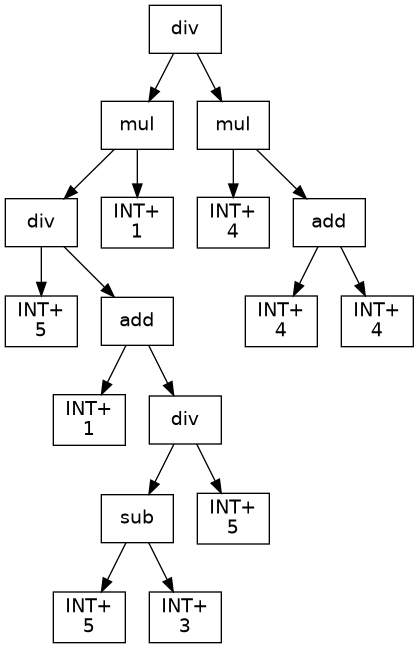 div
mul
mul
div
INT+
1
INT+
4
add
INT+
5
add
INT+
4
INT+
4
INT+
1
div
sub
INT+
5
INT+
5
INT+
3